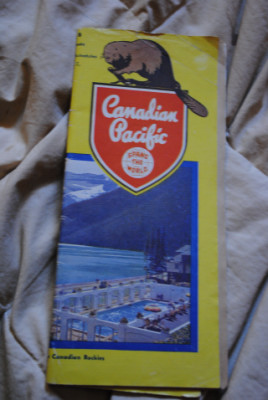 Canadian
Pacific
SPANS
THE
WORLD
Canadian Rockies